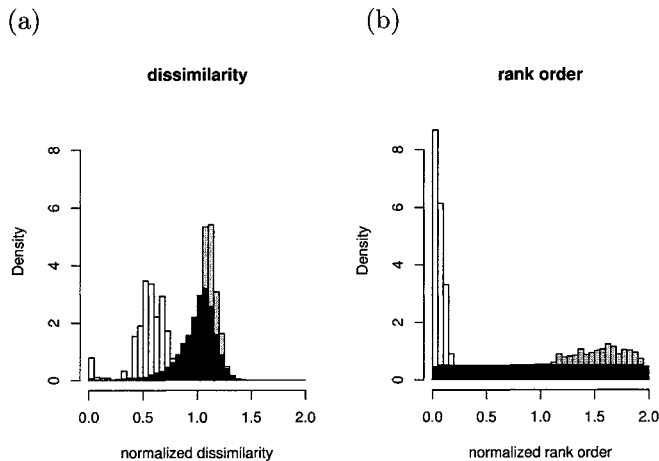 (a)
dissimilarity
8
6
4
2
0
Density
0.0 0.5 1.0 1.5 2.0
normalized dissimilarity
(b)
rank order
8
6
4
2
0
Density
0.0 0.5 1.0 1.5 2.0
normalized rank order